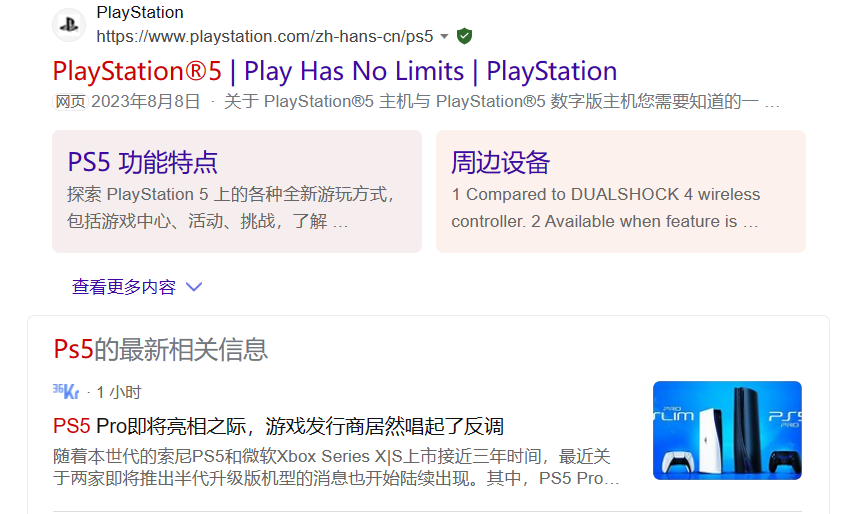 PlayStation
https://www.playstation.com/zh-hans-cn/ps5
PlayStation®5 | Play Has No Limits | PlayStation
网页 2023年8月8日 · 关于 PlayStation®5 主机与 PlayStation®5 数字版主机您需要知道的一 ...
PS5 功能特点
探索 PlayStation 5 上的各种全新游玩方式，
包括游戏中心、活动、挑战，了解 ...
周边设备
1 Compared to DUALSHOCK 4 wireless
controller. 2 Available when feature is ...
查看更多内容
Ps5的最新相关信息
36Kr · 1 小时
PS5 Pro即将亮相之际，游戏发行商居然唱起了反调
随着本世代的索尼PS5和微软Xbox Series X|S上市接近三年时间，最近关
于两家即将推出半代升级版机型的消息也开始陆续出现。其中，PS5 Pro...
PRO
SLIM
PS5
PRO